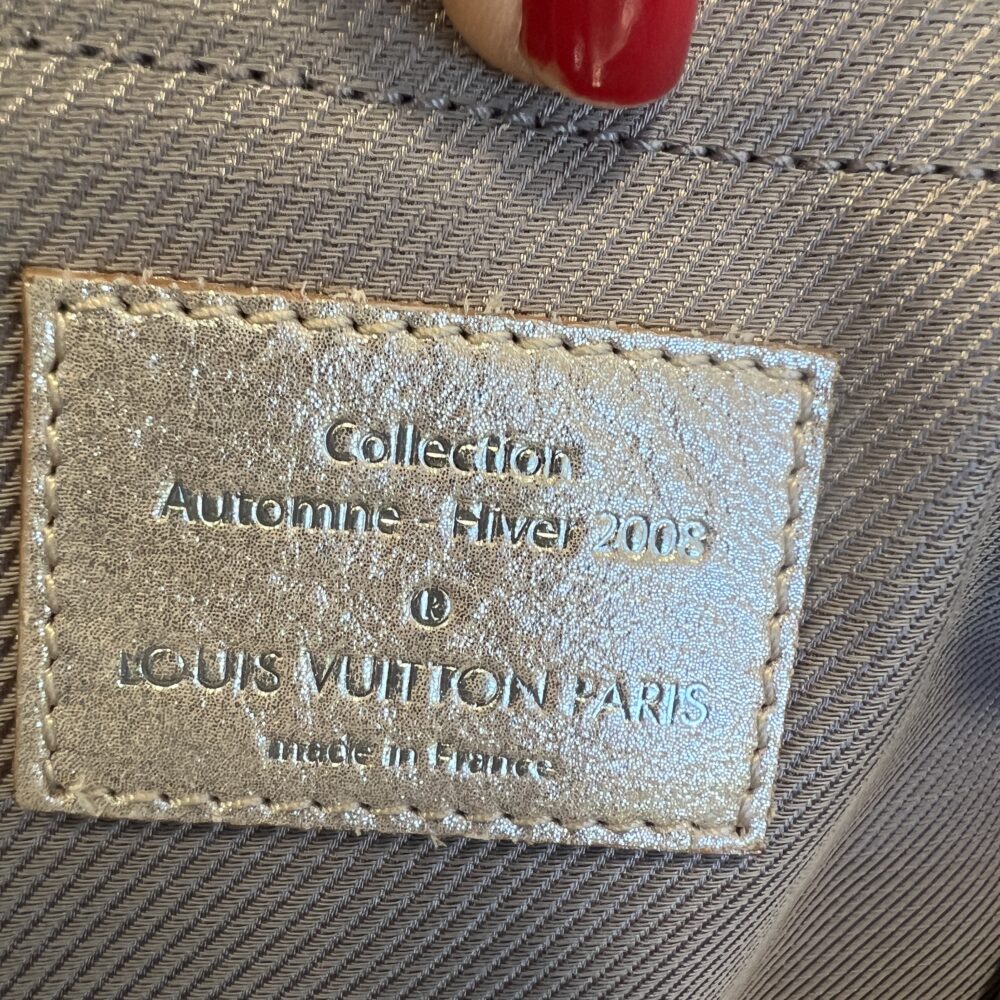 Collection
Automne - Hiver 2008
®
LOUIS VUITTON PARIS
made in France